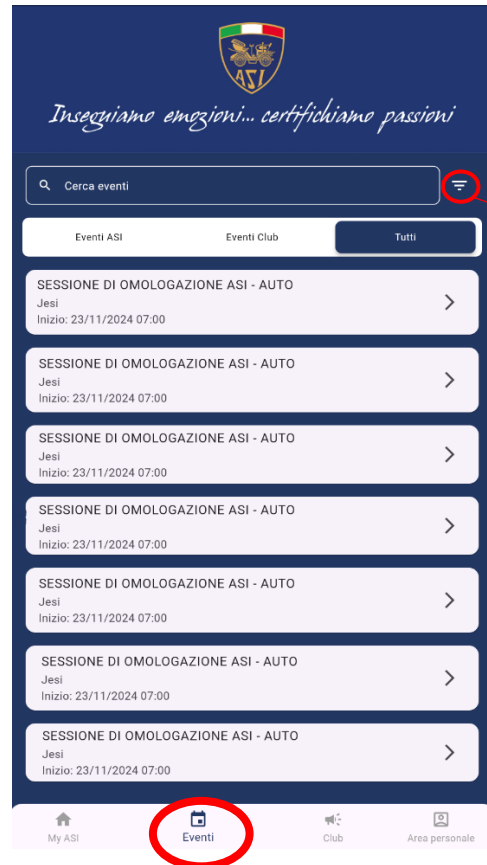 ASI
Inseguiamo emozioni... certifichiamo passioni
Cerca eventi
Eventi ASI Eventi Club Tutti
SESSIONE DI OMOLOGAZIONE ASI - AUTO
Jesi
Inizio: 23/11/2024 07:00
SESSIONE DI OMOLOGAZIONE ASI - AUTO
Jesi
Inizio: 23/11/2024 07:00
SESSIONE DI OMOLOGAZIONE ASI - AUTO
Jesi
Inizio: 23/11/2024 07:00
SESSIONE DI OMOLOGAZIONE ASI - AUTO
Jesi
Inizio: 23/11/2024 07:00
SESSIONE DI OMOLOGAZIONE ASI - AUTO
Jesi
Inizio: 23/11/2024 07:00
SESSIONE DI OMOLOGAZIONE ASI - AUTO
Jesi
Inizio: 23/11/2024 07:00
SESSIONE DI OMOLOGAZIONE ASI - AUTO
Jesi
Inizio: 23/11/2024 07:00
My ASI Eventi Club Area personale